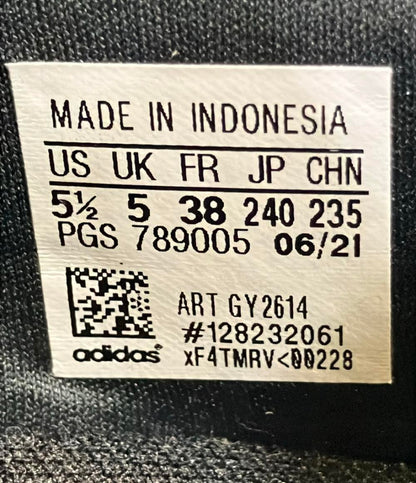 MADE IN INDONESIA
US UK FR JP CHN
5½ 5 38 240 235
PGS 789005 06/21
ART GY2614
#128232061
adidas xF4TMRV<00228